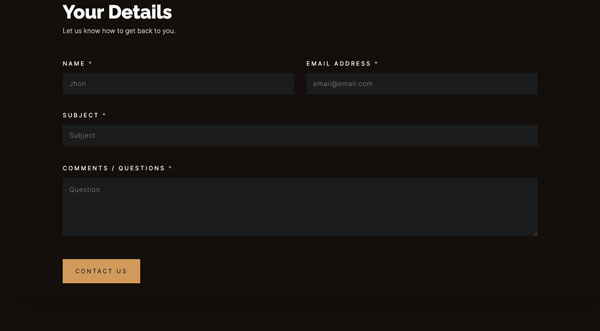 Your Details
Let us know how to get back to you.
NAME *
EMAIL ADDRESS *
Jhon
email@email.com
SUBJECT *
Subject
COMMENTS / QUESTIONS *
Question
CONTACT US